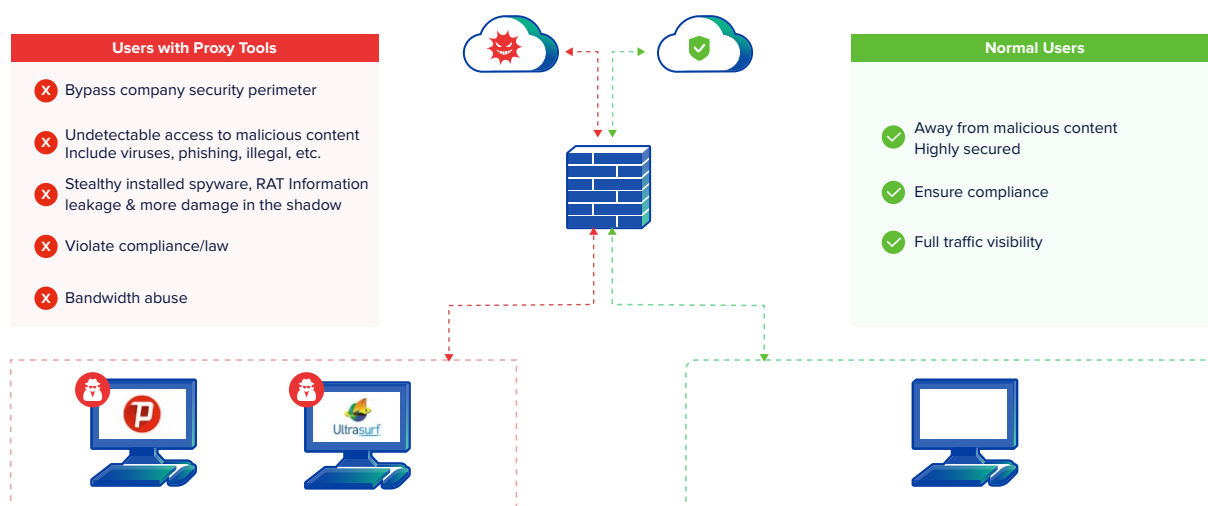 Users with Proxy Tools
X Bypass company security perimeter
X Undetectable access to malicious content
Include viruses, phishing, illegal, etc.
X Stealthy installed spyware, RAT Information
leakage & more damage in the shadow
X Violate compliance/law
X Bandwidth abuse
Normal Users
Away from malicious content
Highly secured
Ensure compliance
Full traffic visibility
P
Ultrasurf